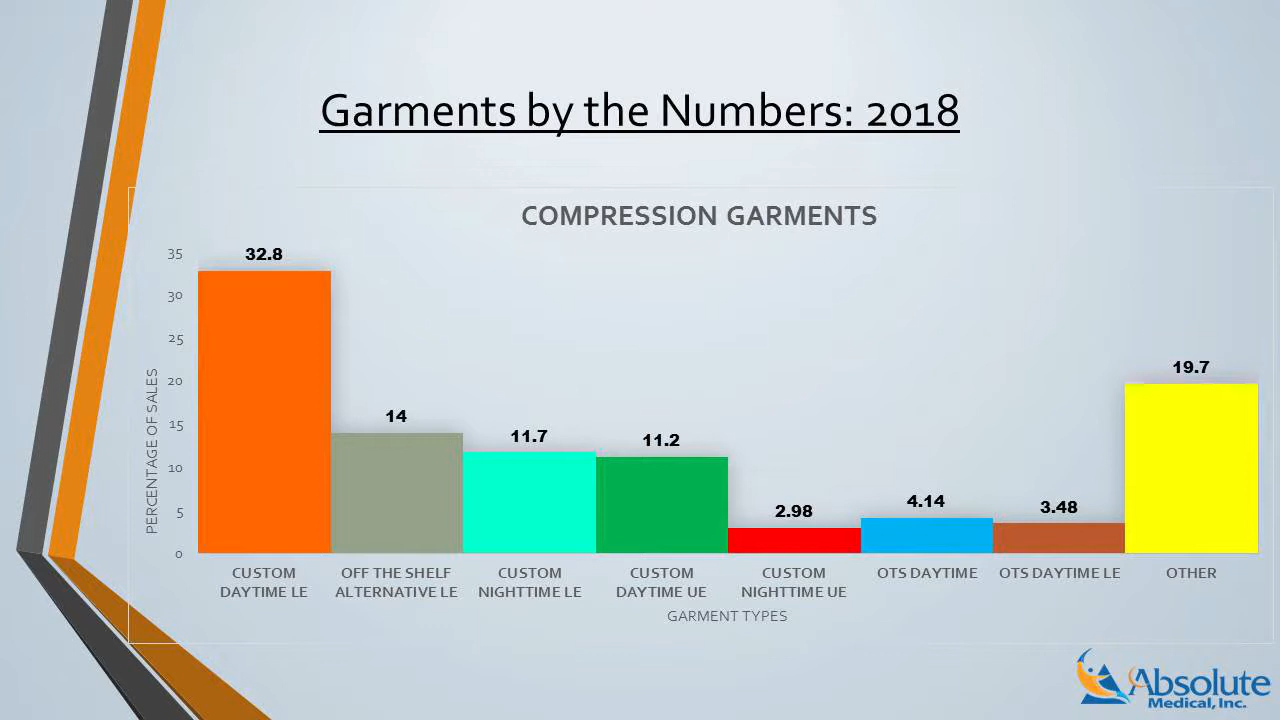 Garments by the Numbers: 2018
COMPRESSION GARMENTS
PERCENTAGE OF SALES
35
30
25
20
15
10
5
0
32.8
14
11.7
11.2
2.98
4.14
3.48
19.7
CUSTOM
DAYTIME LE
OFF THE SHELF
ALTERNATIVE LE
CUSTOM
NIGHTTIME LE
CUSTOM
DAYTIME UE
CUSTOM
NIGHTTIME UE
OTS DAYTIME
OTS DAYTIME LE
OTHER
GARMENT TYPES
Absolute
Medical, Inc.